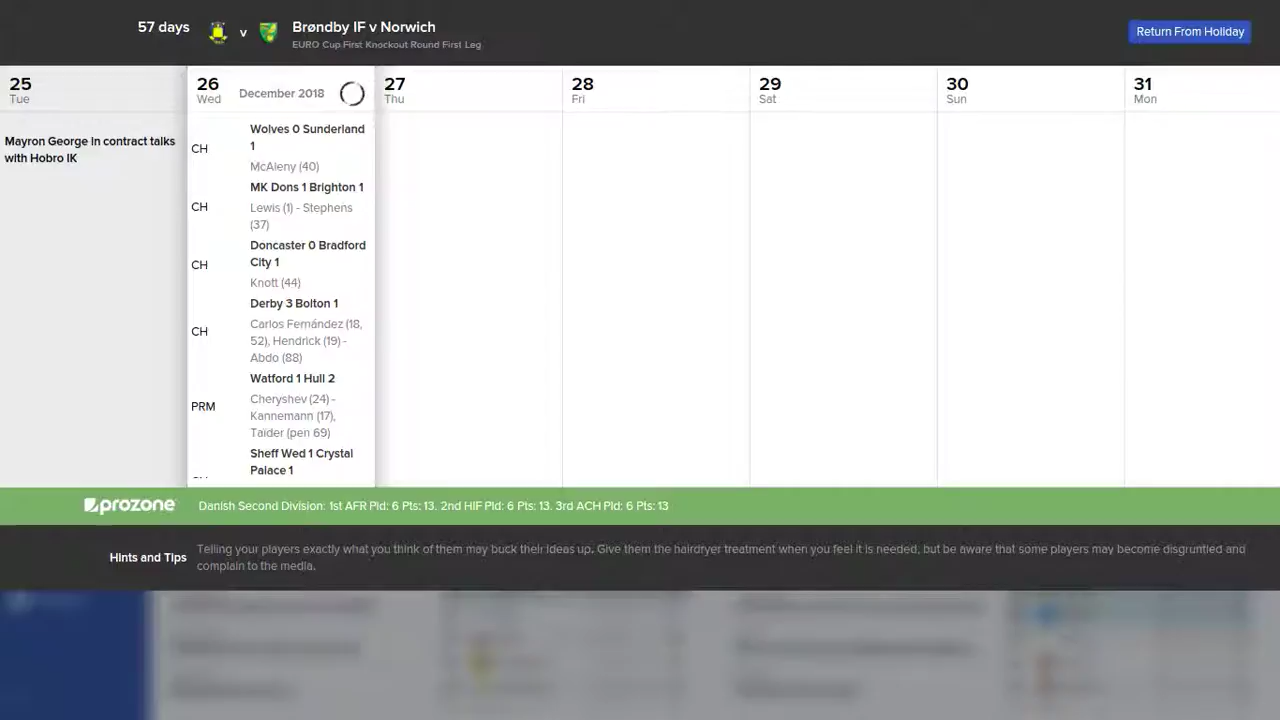 57 days
v
Brøndby IF v Norwich
EURO Cup First Knockout Round First Leg
Return From Holiday
25
Tue
26
Wed
December 2018
27
Thu
28
Fri
29
Sat
30
Sun
31
Mon
Mayron George in contract talks
with Hobro IK
CH
Wolves 0 Sunderland
1
McAleny (40)
CH
MK Dons 1 Brighton 1
Lewis (1) - Stephens
(37)
CH
Doncaster 0 Bradford
City 1
Knott (44)
CH
Derby 3 Bolton 1
Carlos Fernández (18,
52), Hendrick (19) -
Abdo (88)
PRM
Watford 1 Hull 2
Cheryshev (24) -
Kannemann (17),
Taïder (pen 69)
Sheff Wed 1 Crystal
Palace 1
prozone
Danish Second Division: 1st AFR Pld: 6 Pts: 13. 2nd HIF Pld: 6 Pts: 13. 3rd ACH Pld: 6 Pts: 13
Hints and Tips
Telling your players exactly what you think of them may buck their ideas up. Give them the hairdryer treatment when you feel it is needed, but be aware that some players may become disgruntled and
complain to the media.